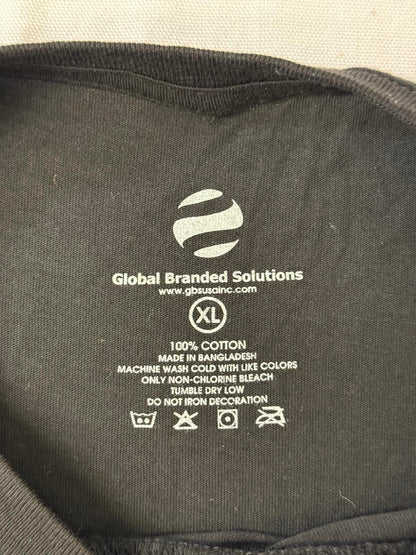 Global Branded Solutions
www.gbsusainc.com
XL
100% COTTON
MADE IN BANGLADESH
MACHINE WASH COLD WITH LIKE COLORS
ONLY NON-CHLORINE BLEACH
TUMBLE DRY LOW
DO NOT IRON DECORATION